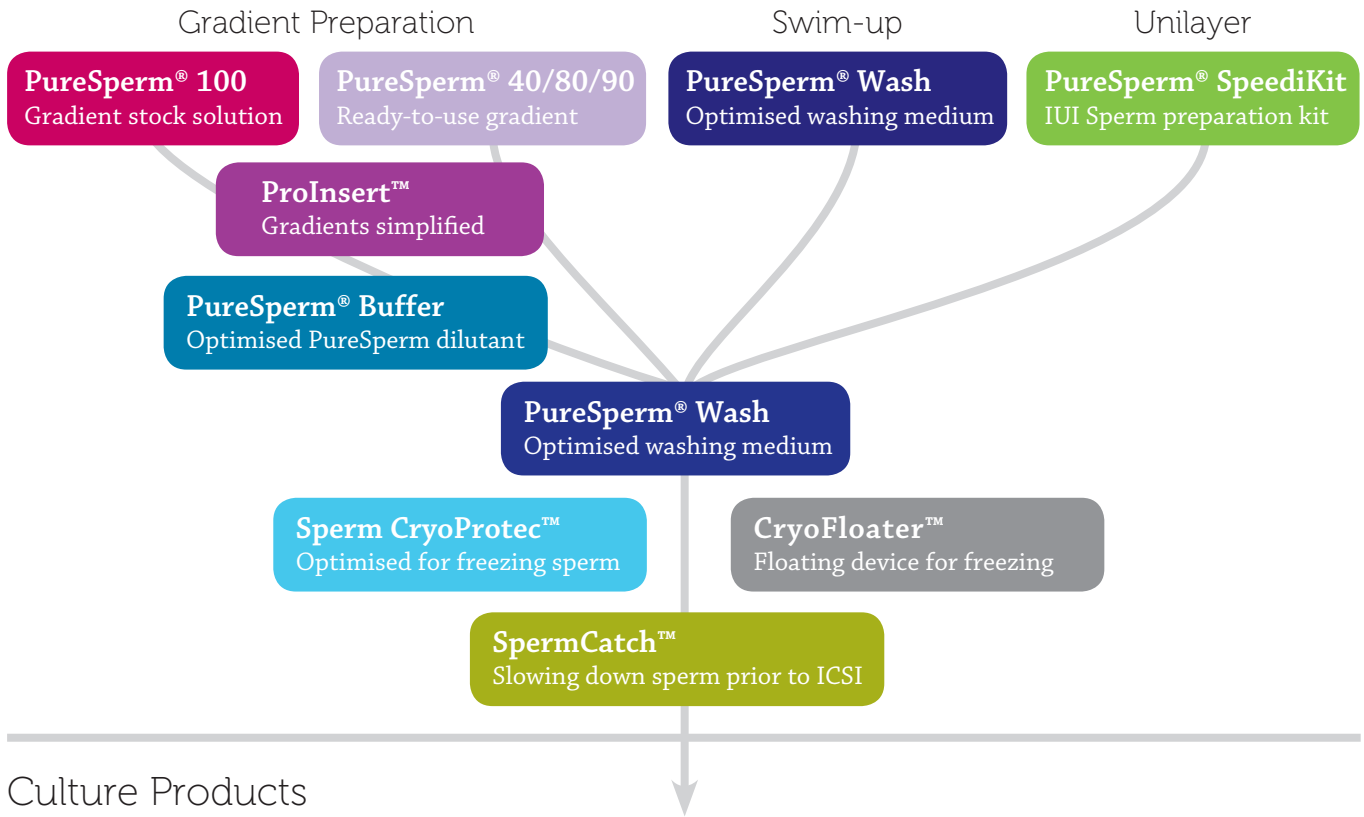 Gradient Preparation
Swim-up
Unilayer
PureSperm® 100
Gradient stock solution
PureSperm® 40/80/90
Ready-to-use gradient
PureSperm® Wash
Optimised washing medium
PureSperm® SpeediKit
IUI Sperm preparation kit
ProInsert™
Gradients simplified
PureSperm® Buffer
Optimised PureSperm dilutant
PureSperm® Wash
Optimised washing medium
Sperm CryoProtec™
Optimised for freezing sperm
CryoFloater™
Floating device for freezing
SpermCatch™
Slowing down sperm prior to ICSI
Culture Products